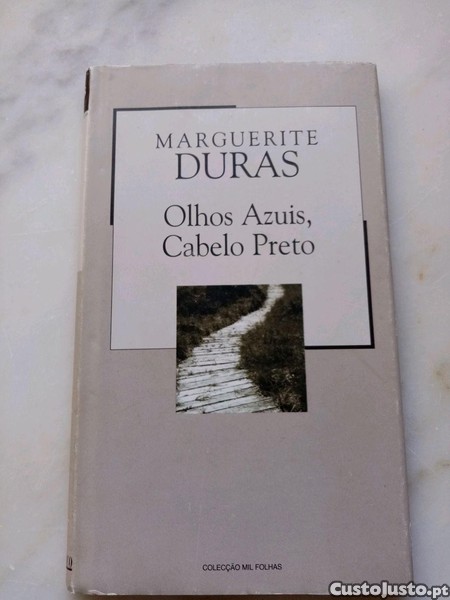 MARGUERITE
DURAS
Olhos Azuis,
Cabelo Preto
COLECÇÃO MIL FOLHAS
CustoJusto.pt